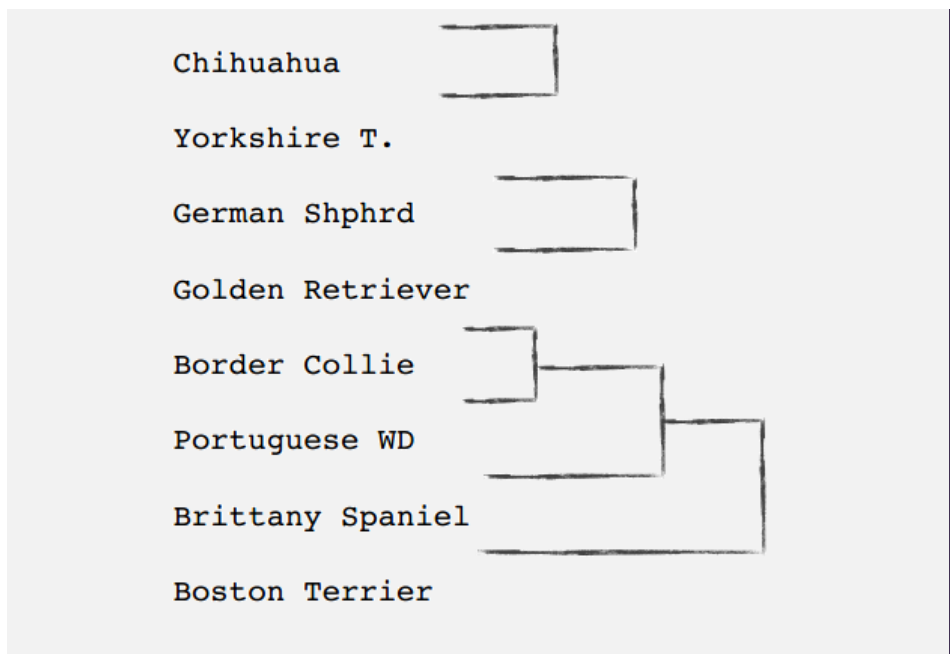 Chihuahua
Yorkshire T.
German Shphrd
Golden Retriever
Border Collie
Portuguese WD
Brittany Spaniel
Boston Terrier